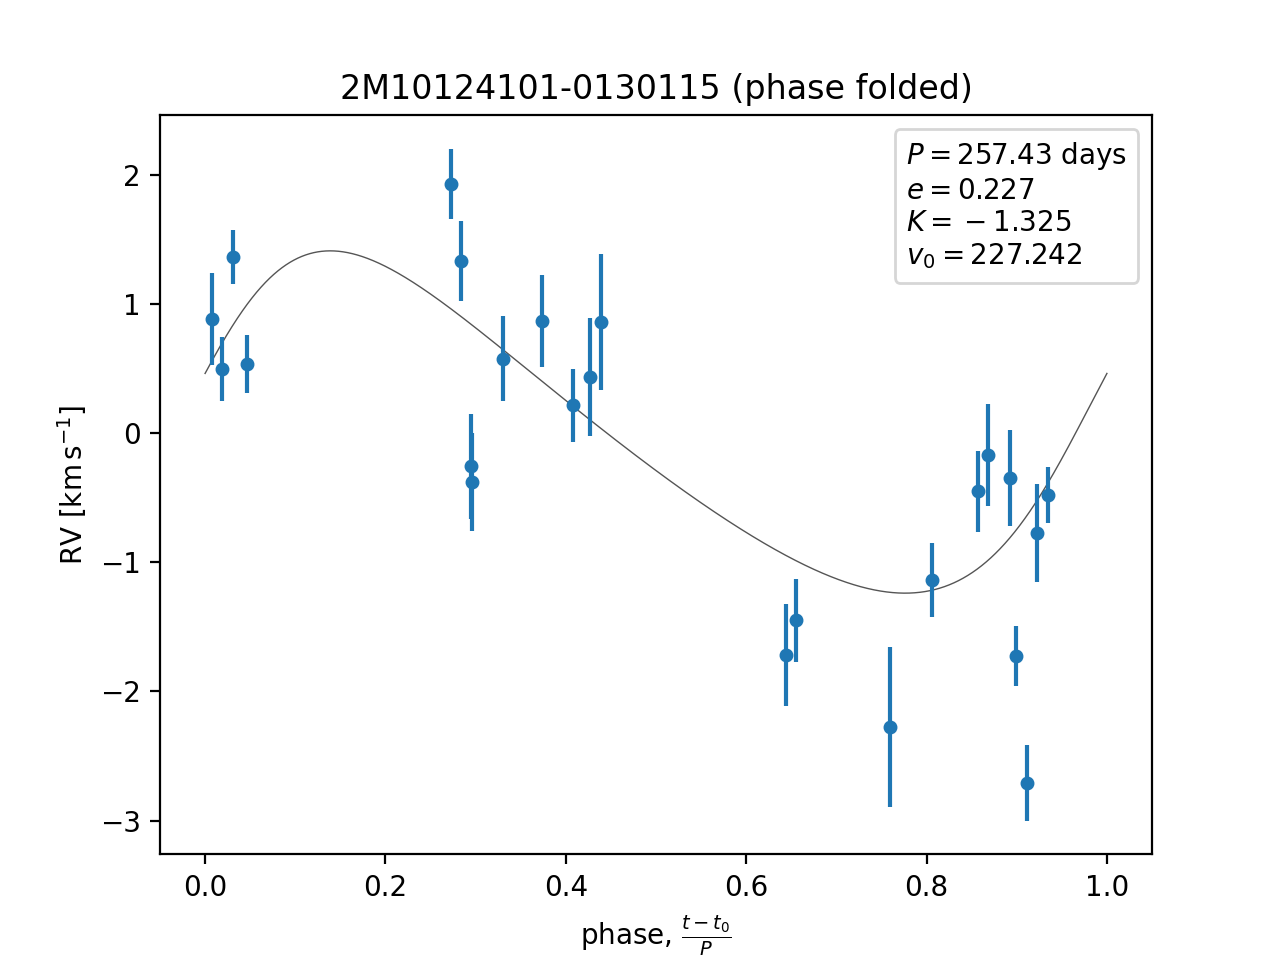 2M10124101-0130115 (phase folded)
P = 257.43 days
e = 0.227
K = −1.325
v₀ = 227.242
2
1
0
−1
−2
−3
RV [km s⁻¹]
0.0 0.2 0.4 0.6 0.8 1.0
phase, (t − t₀)/P